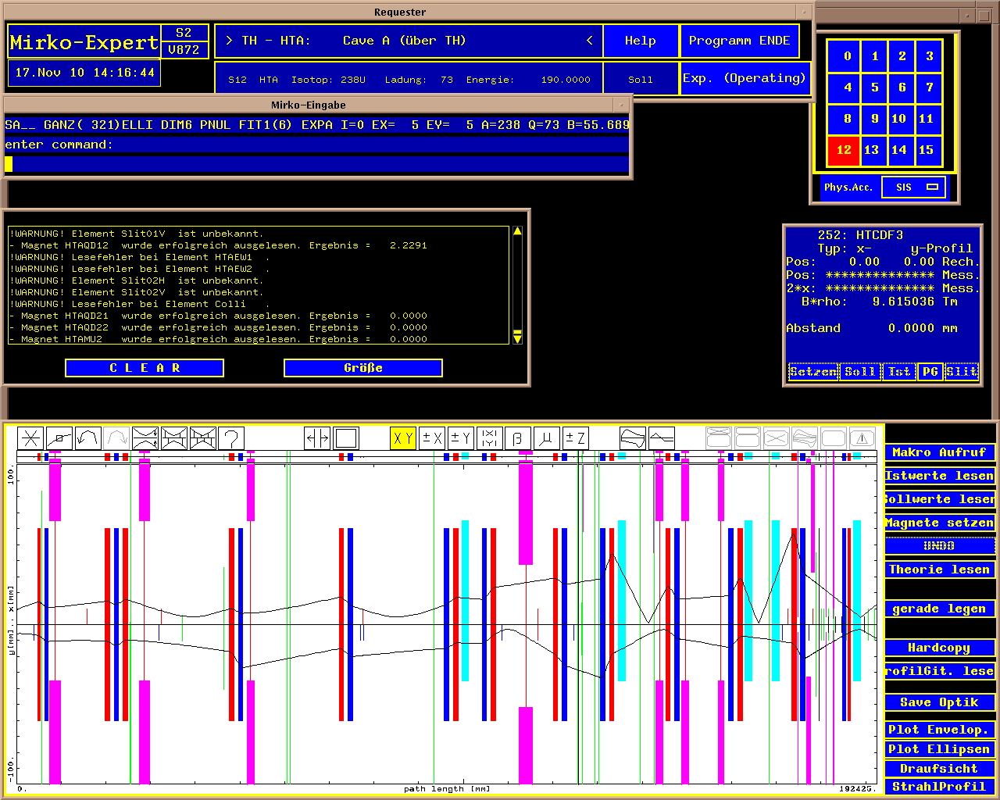 Requester
Mirko-Expert
S2
V872
17.Nov 10 14:16:44
> TH - HTA: Cave A (über TH) <
Help
Programm ENDE
S12 HTA Isotop: 238U Ladung: 73 Energie: 190.0000
Soll
Exp. (Operating)
Mirko-Eingabe
SA__ GANZ( 321)ELLI DIM6 PNUL FIT1(6) EXPA I=0 EX= 5 EY= 5 A=238 Q=73 B=55.689
enter command:
0 1 2 3
4 5 6 7
8 9 10 11
12 13 14 15
Phys.Acc. SIS
!WARNUNG! Element Slit01V ist unbekannt.
- Magnet HTAQD12 wurde erfolgreich ausgelesen. Ergebnis = 2.2291
!WARNUNG! Lesefehler bei Element HTAEW1 .
!WARNUNG! Lesefehler bei Element HTAEW2 .
!WARNUNG! Element Slit02H ist unbekannt.
!WARNUNG! Element Slit02V ist unbekannt.
!WARNUNG! Lesefehler bei Element Colli .
- Magnet HTAQD21 wurde erfolgreich ausgelesen. Ergebnis = 0.0000
- Magnet HTAQD22 wurde erfolgreich ausgelesen. Ergebnis = 0.0000
- Magnet HTAMU2 wurde erfolgreich ausgelesen. Ergebnis = 0.0000
C L E A R
Größe
252: HTCDF3
Typ: x- y-Profil
Pos: 0.00 0.00 Rech.
Pos: ************** Mess.
2*x: ************** Mess.
B*rho: 9.615036 Tm
Abstand 0.0000 mm
Setzen Soll Ist PG Slit
X Y ±X ±Y |X| |Y| β μ ±Z
100.
y[mm].. x[mm]
-100.
0.
path length [mm]
192425.
Makro Aufruf
Istwerte lesen
Sollwerte lesen
Magnete setzen
UNDO
Theorie lesen
gerade legen
Hardcopy
rofilGit. lese
Save Optik
Plot Envelop.
Plot Ellipsen
Draufsicht
StrahlProfil